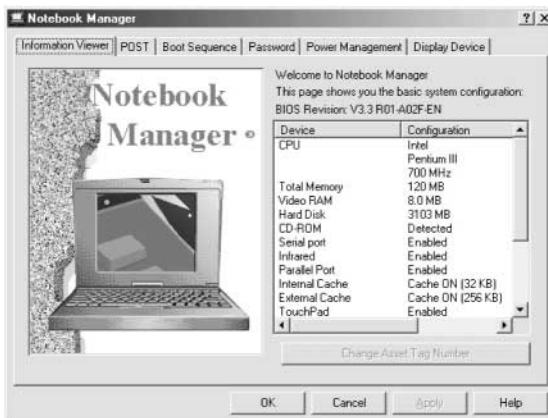 Notebook Manager
Information Viewer POST Boot Sequence Password Power Management Display Device
Notebook
Manager ©
Welcome to Notebook Manager
This page shows you the basic system configuration:
BIOS Revision: V3.3 R01-A02F-EN
Device Configuration
CPU Intel
Pentium III
700 MHz
Total Memory 120 MB
Video RAM 8.0 MB
Hard Disk 3103 MB
CD-ROM Detected
Serial port Enabled
Infrared Enabled
Parallel Port Enabled
Internal Cache Cache ON (32 KB)
External Cache Cache ON (256 KB)
TouchPad Enabled
Change Asset Tag Number
OK Cancel Apply Help